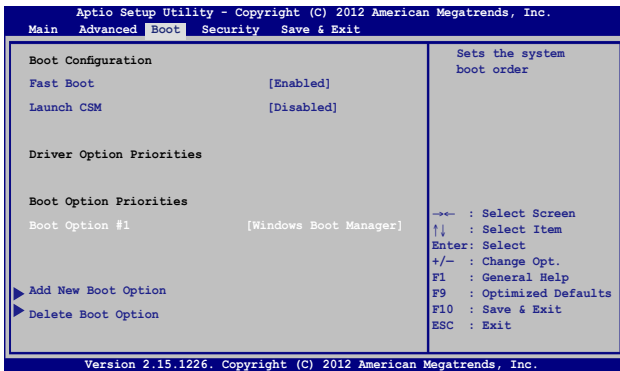 Aptio Setup Utility - Copyright (C) 2012 American Megatrends, Inc.
Main Advanced Boot Security Save & Exit
Boot Configuration
Fast Boot [Enabled]
Launch CSM [Disabled]
Driver Option Priorities
Boot Option Priorities
Boot Option #1 [Windows Boot Manager]
Add New Boot Option
Delete Boot Option
Sets the system
boot order
→← : Select Screen
↑↓ : Select Item
Enter: Select
+/— : Change Opt.
F1 : General Help
F9 : Optimized Defaults
F10 : Save & Exit
ESC : Exit
Version 2.15.1226. Copyright (C) 2012 American Megatrends, Inc.